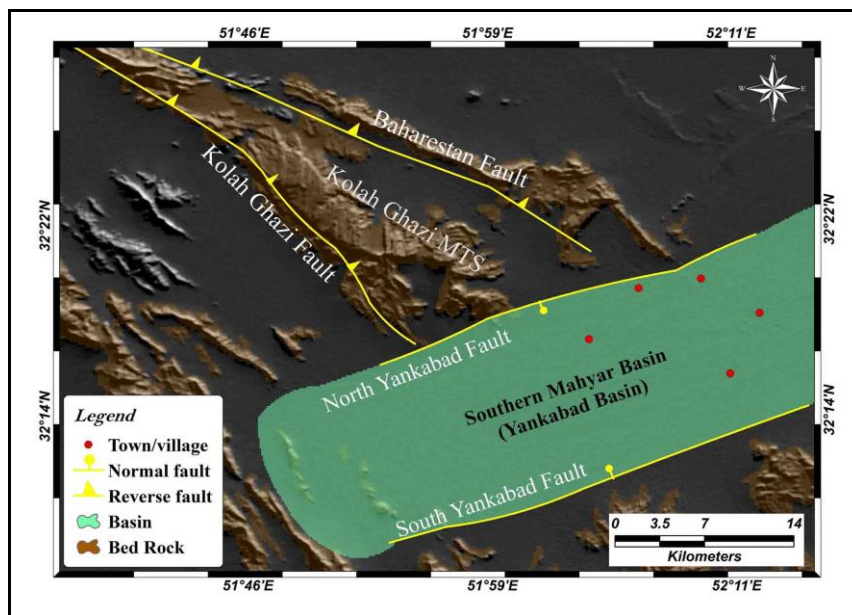 51°46'E 51°59'E 52°11'E
N
W E
S
Baharestan Fault
Kolah Ghazi Fault
Kolah Ghazi MTS
32°22'N
32°22'N
North Yankabad Fault
Southern Mahyar Basin
(Yankabad Basin)
32°14'N
32°14'N
South Yankabad Fault
Legend
Town/village
Normal fault
Reverse fault
Basin
Bed Rock
0 3.5 7 14
Kilometers
51°46'E 51°59'E 52°11'E